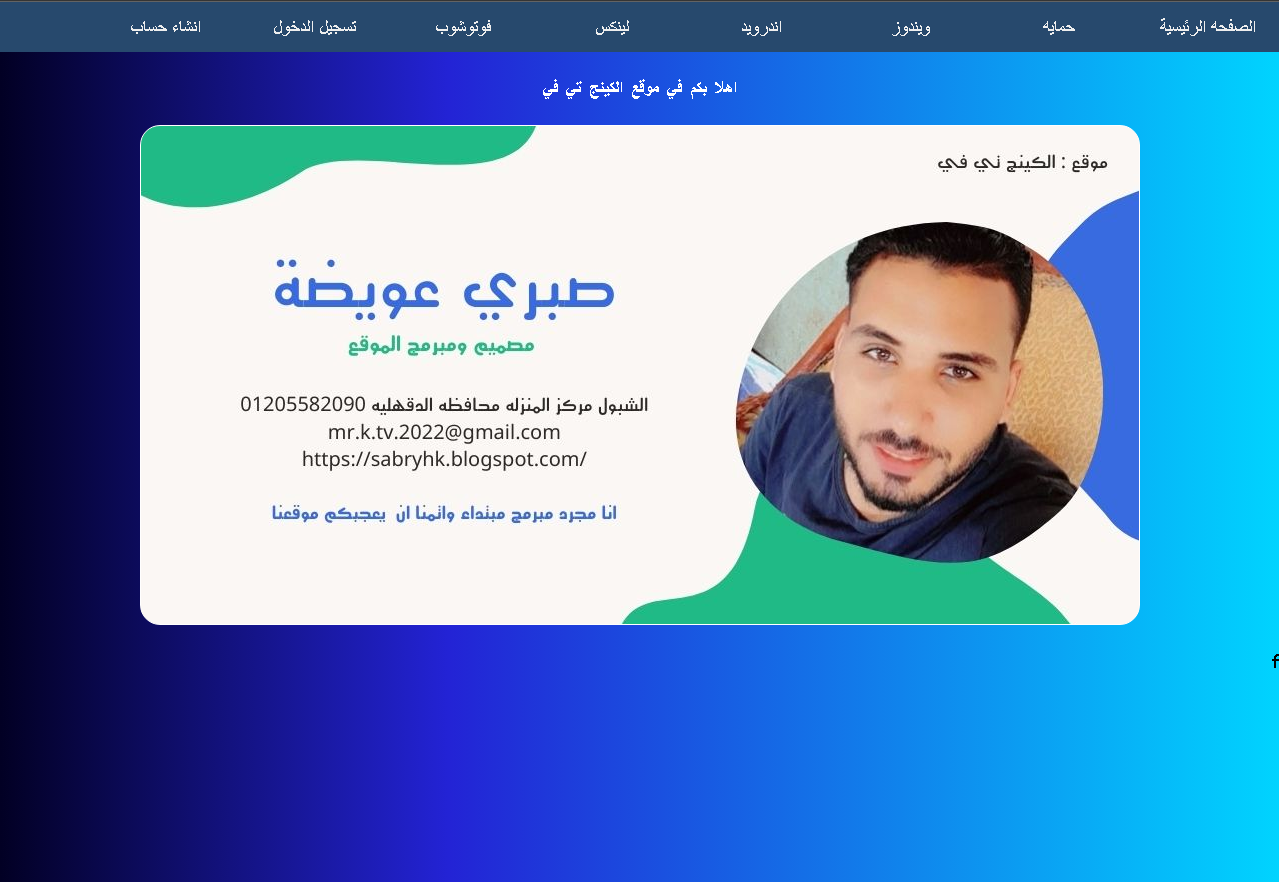 الصفحه الرئيسية
حمايه
ويندوز
اندرويد
لينكس
فوتوشوب
تسجيل الدخول
انشاء حساب
اهلا بكم في موقع الكينج تي في
موقع : الكينج تي في
صبري عويضة
مصميم ومبرمج الموقع
الشبول مركز المنزله محافظه الدقهليه 01205582090
mr.k.tv.2022@gmail.com
https://sabryhk.blogspot.com/
انا مجرد مبرمج مبتداء واتمنا ان يعجبكم موقعنا